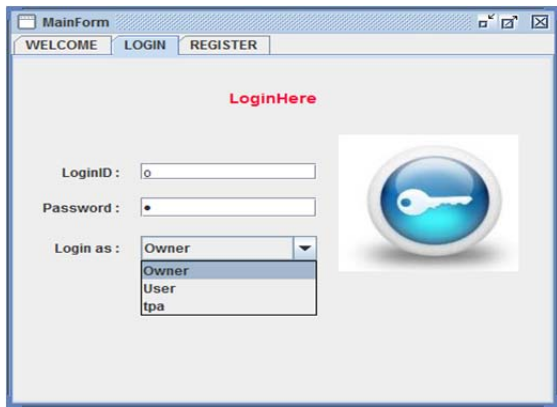 MainForm
WELCOME LOGIN REGISTER
LoginHere
LoginID : o
Password : •
Login as : Owner
Owner
User
tpa